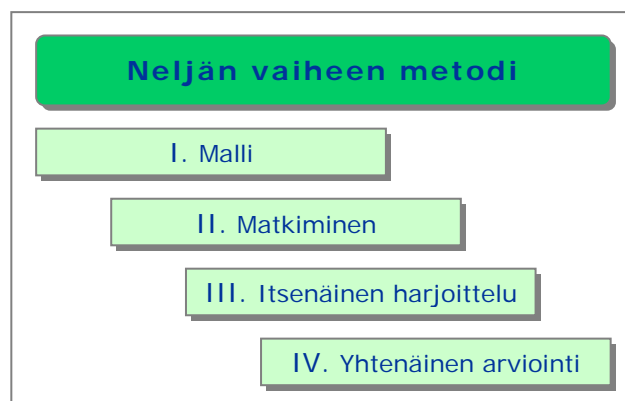 Neljän vaiheen metodi
I. Malli
II. Matkiminen
III. Itsenäinen harjoittelu
IV. Yhtenäinen arviointi